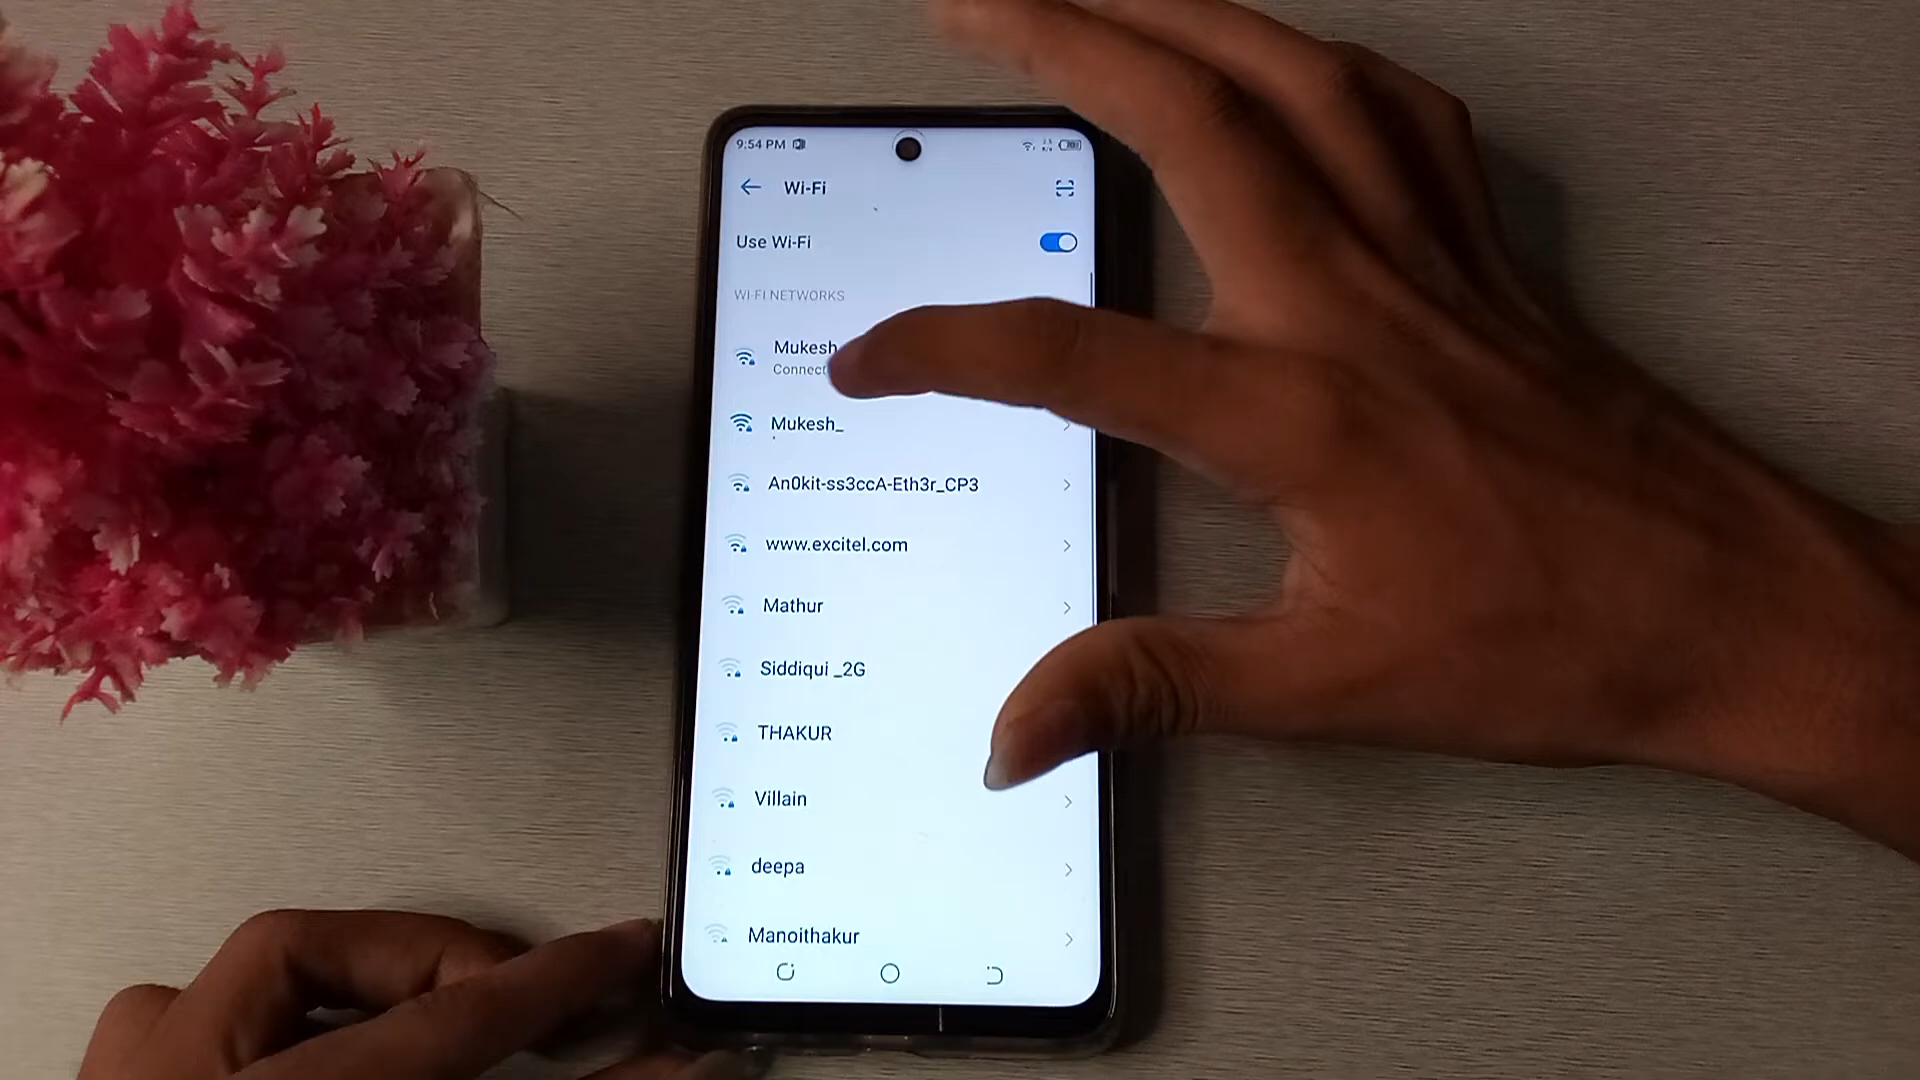 9:54 PM
Wi-Fi
Use Wi-Fi
WI-FI NETWORKS
Mukesh
Connect
Mukesh_
An0kit-ss3ccA-Eth3r_CP3
www.excitel.com
Mathur
Siddiqui _2G
THAKUR
Villain
deepa
Manojthakur